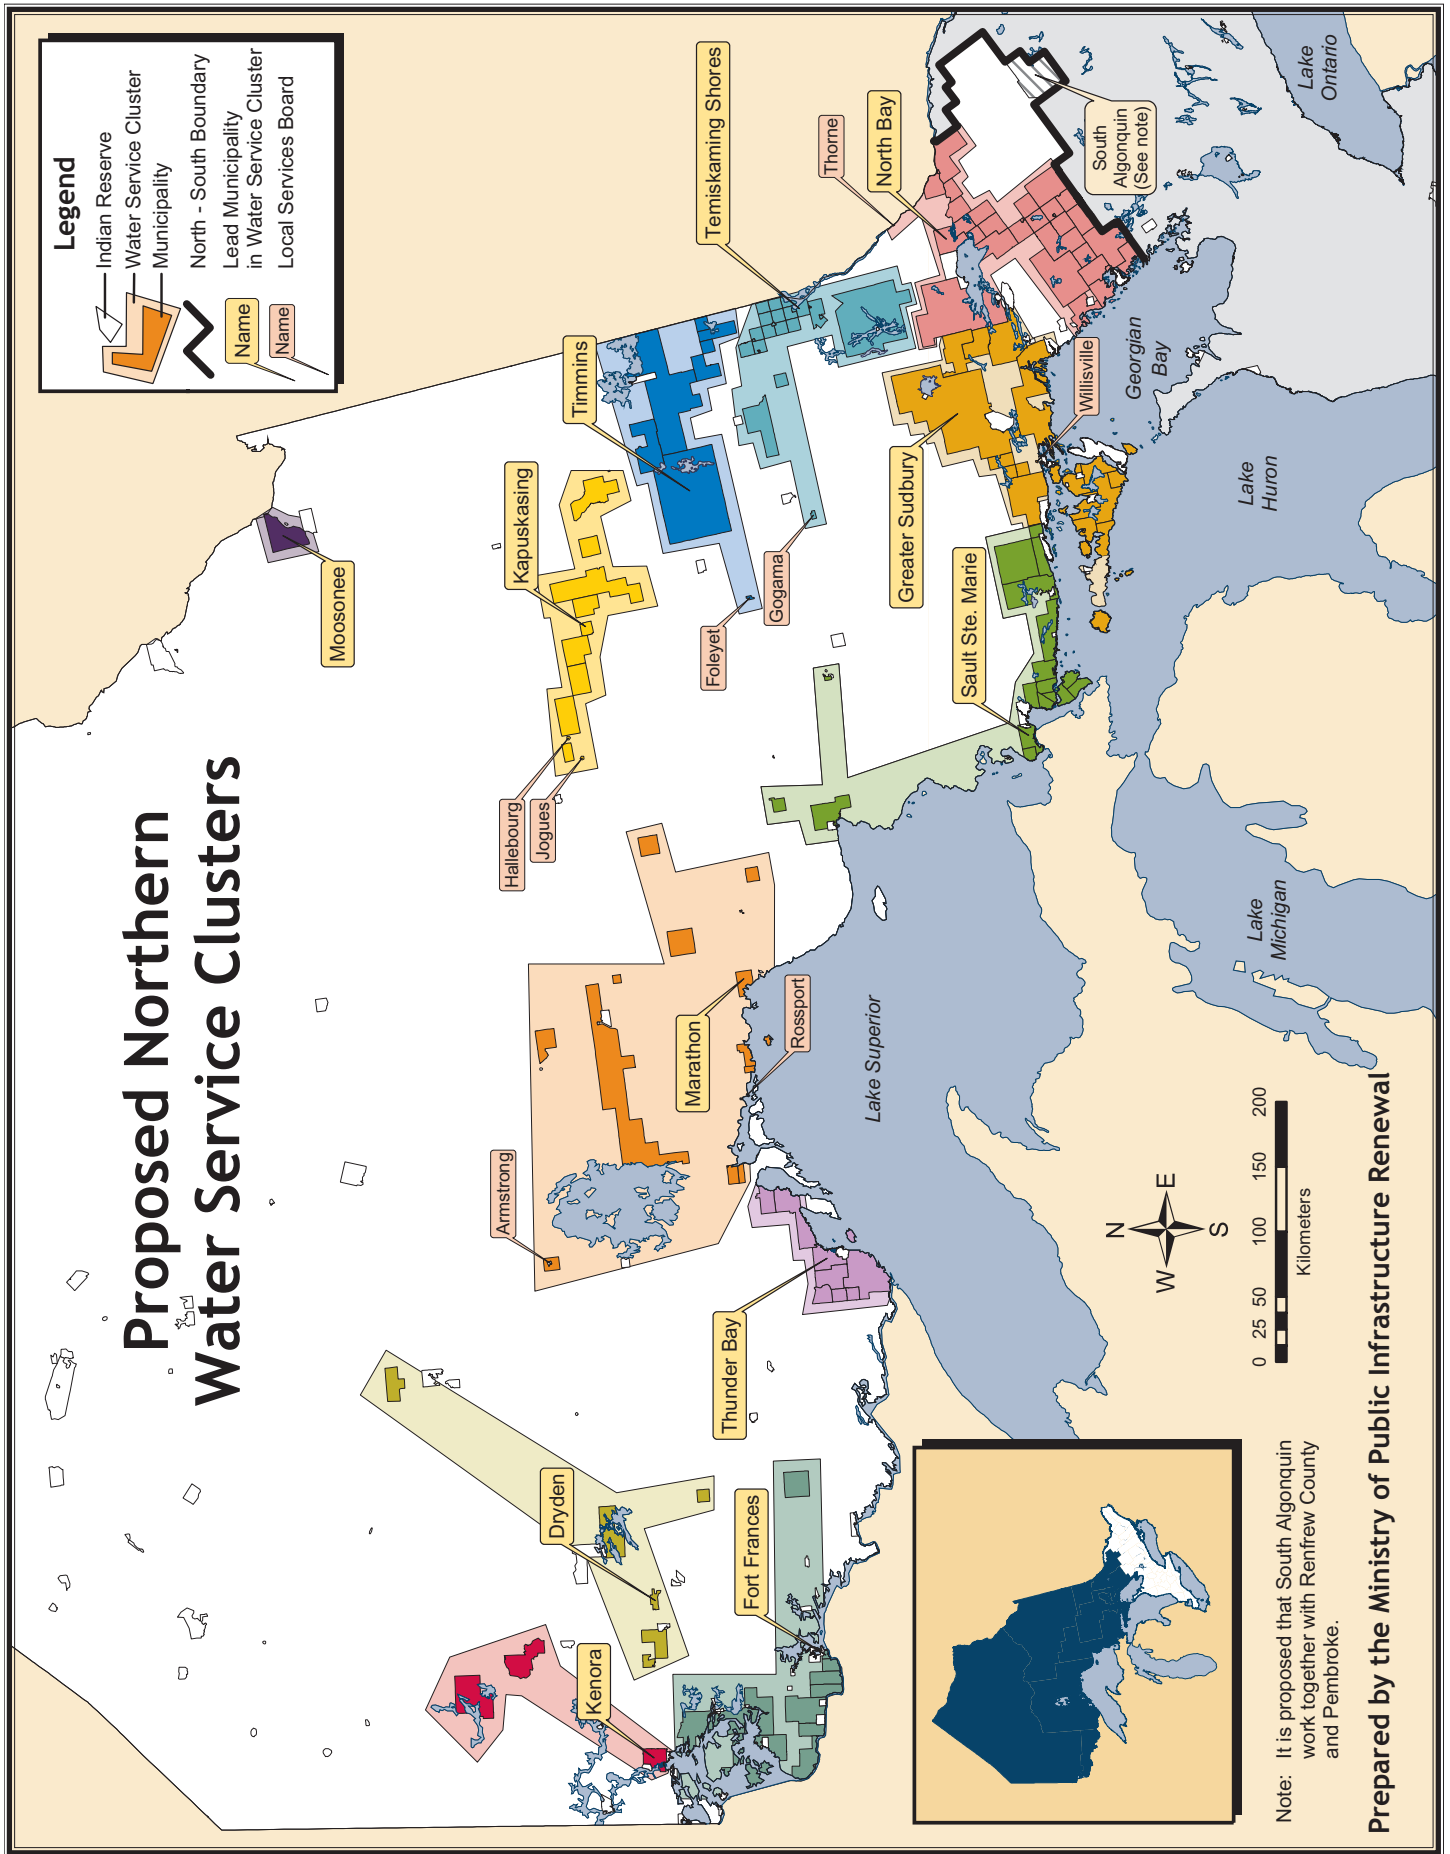 Proposed Northern
Water Service Clusters
Legend
Indian Reserve
Water Service Cluster
Municipality
North - South Boundary
Lead Municipality
in Water Service Cluster
Local Services Board
Name
Name
Moosonee
Kapuskasing
Timmins
Temiskaming Shores
Thorne
North Bay
South
Algonquin
(See note)
Hallebourg
Jogues
Foleyet
Gogama
Greater Sudbury
Sault Ste. Marie
Willisville
Armstrong
Marathon
Rossport
Thunder Bay
Dryden
Fort Frances
Kenora
Lake Superior
Lake
Michigan
Lake
Huron
Georgian
Bay
Lake
Ontario
N
W
E
S
0 25 50 100 150 200
Kilometers
Note: It is proposed that South Algonquin
work together with Renfrew County
and Pembroke.
Prepared by the Ministry of Public Infrastructure Renewal